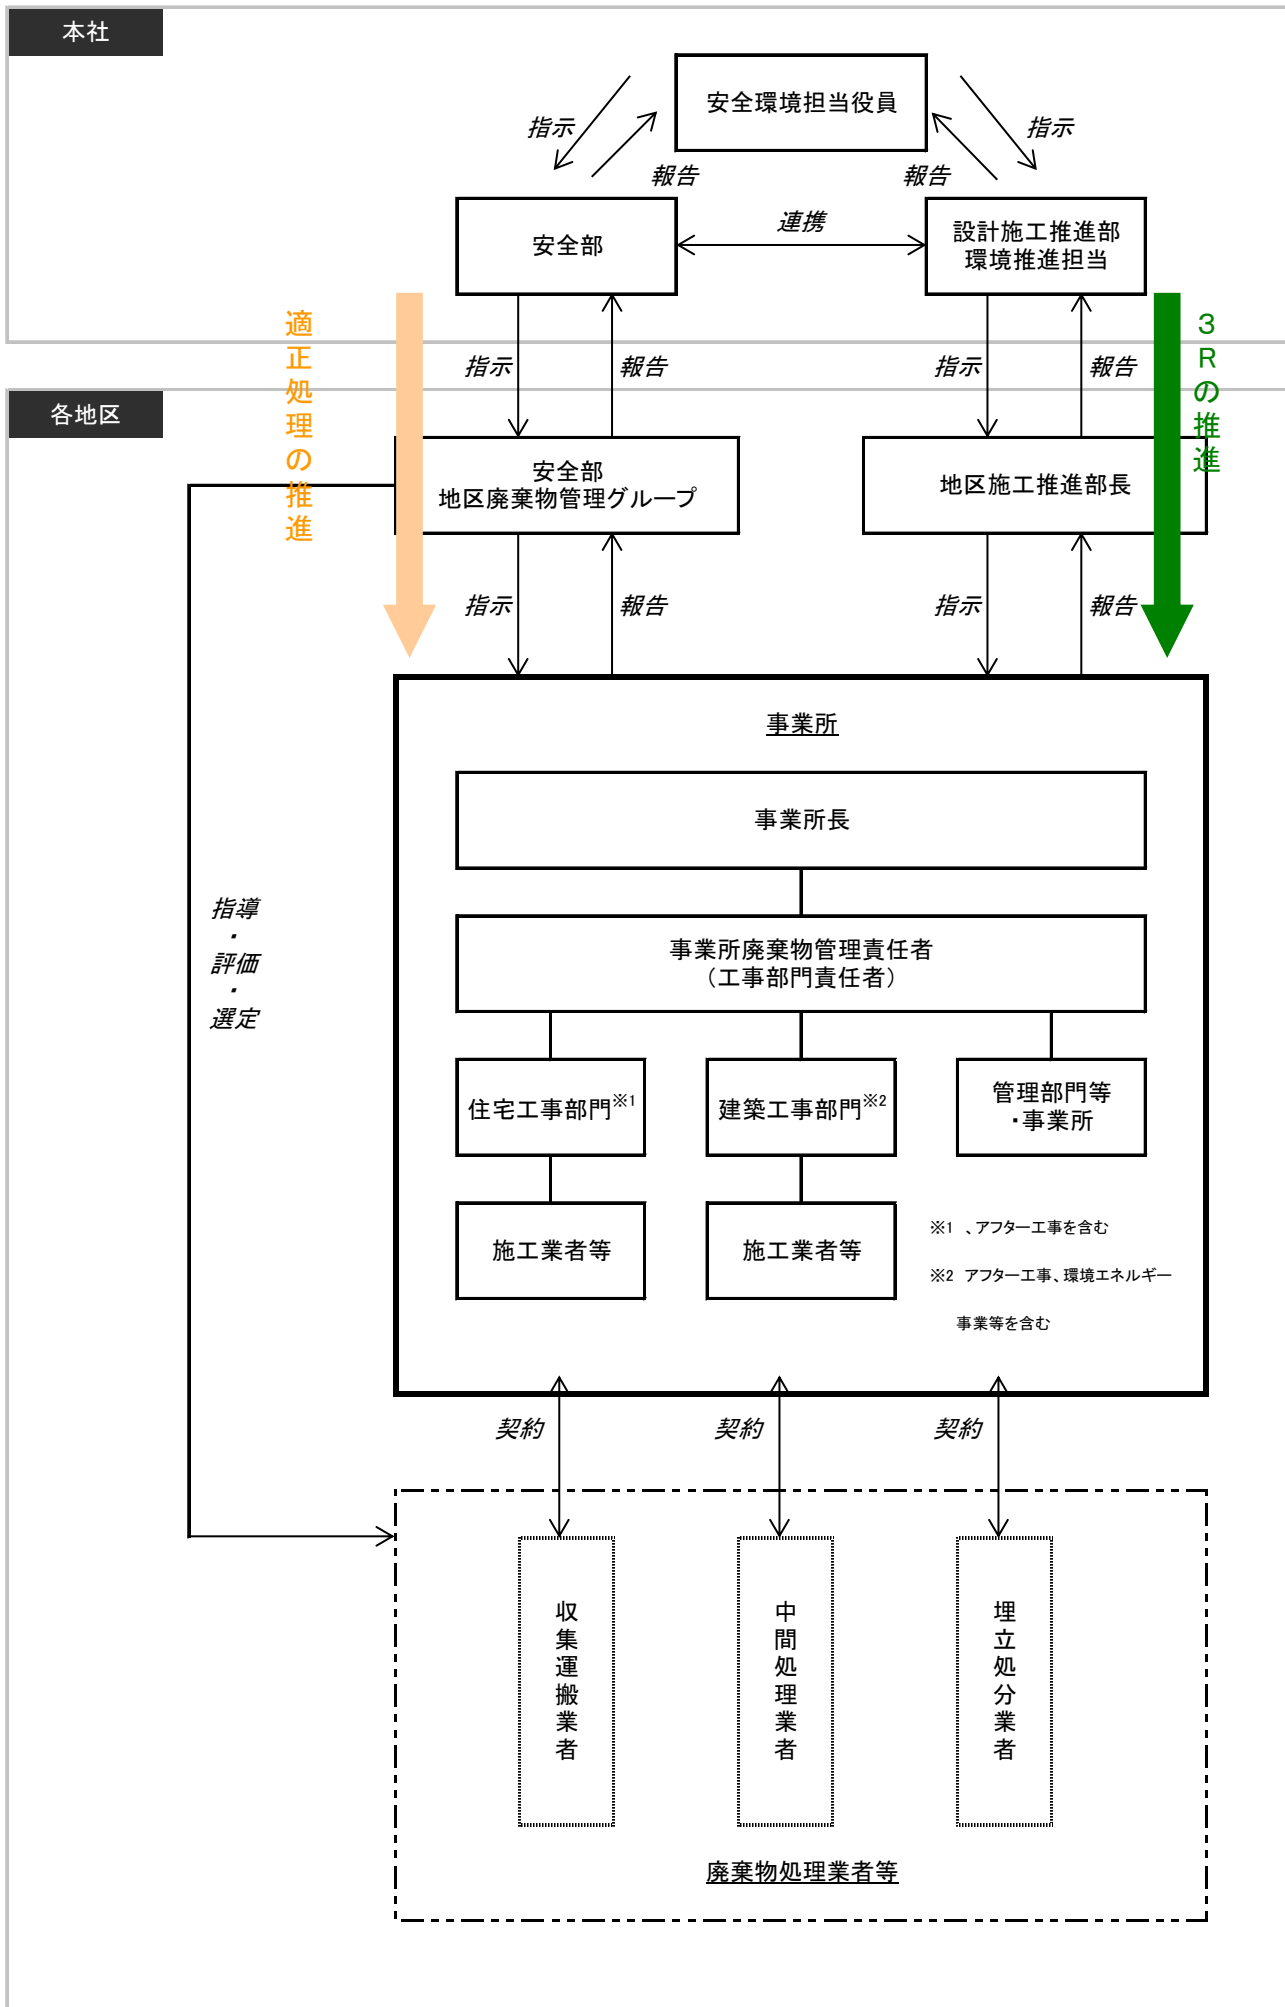 本社
安全環境担当役員
指示
指示
報告
報告
安全部
連携
設計施工推進部
環境推進担当
適正処理の推進
3Rの推進
指示
報告
指示
報告
各地区
安全部
地区廃棄物管理グループ
地区施工推進部長
指示
報告
指示
報告
事業所
事業所長
指導
・
評価
・
選定
事業所廃棄物管理責任者
（工事部門責任者）
住宅工事部門※1
建築工事部門※2
管理部門等
・事業所
施工業者等
施工業者等
※1 、アフター工事を含む
※2 アフター工事、環境エネルギー
事業等を含む
契約
契約
契約
収集運搬業者
中間処理業者
埋立処分業者
廃棄物処理業者等